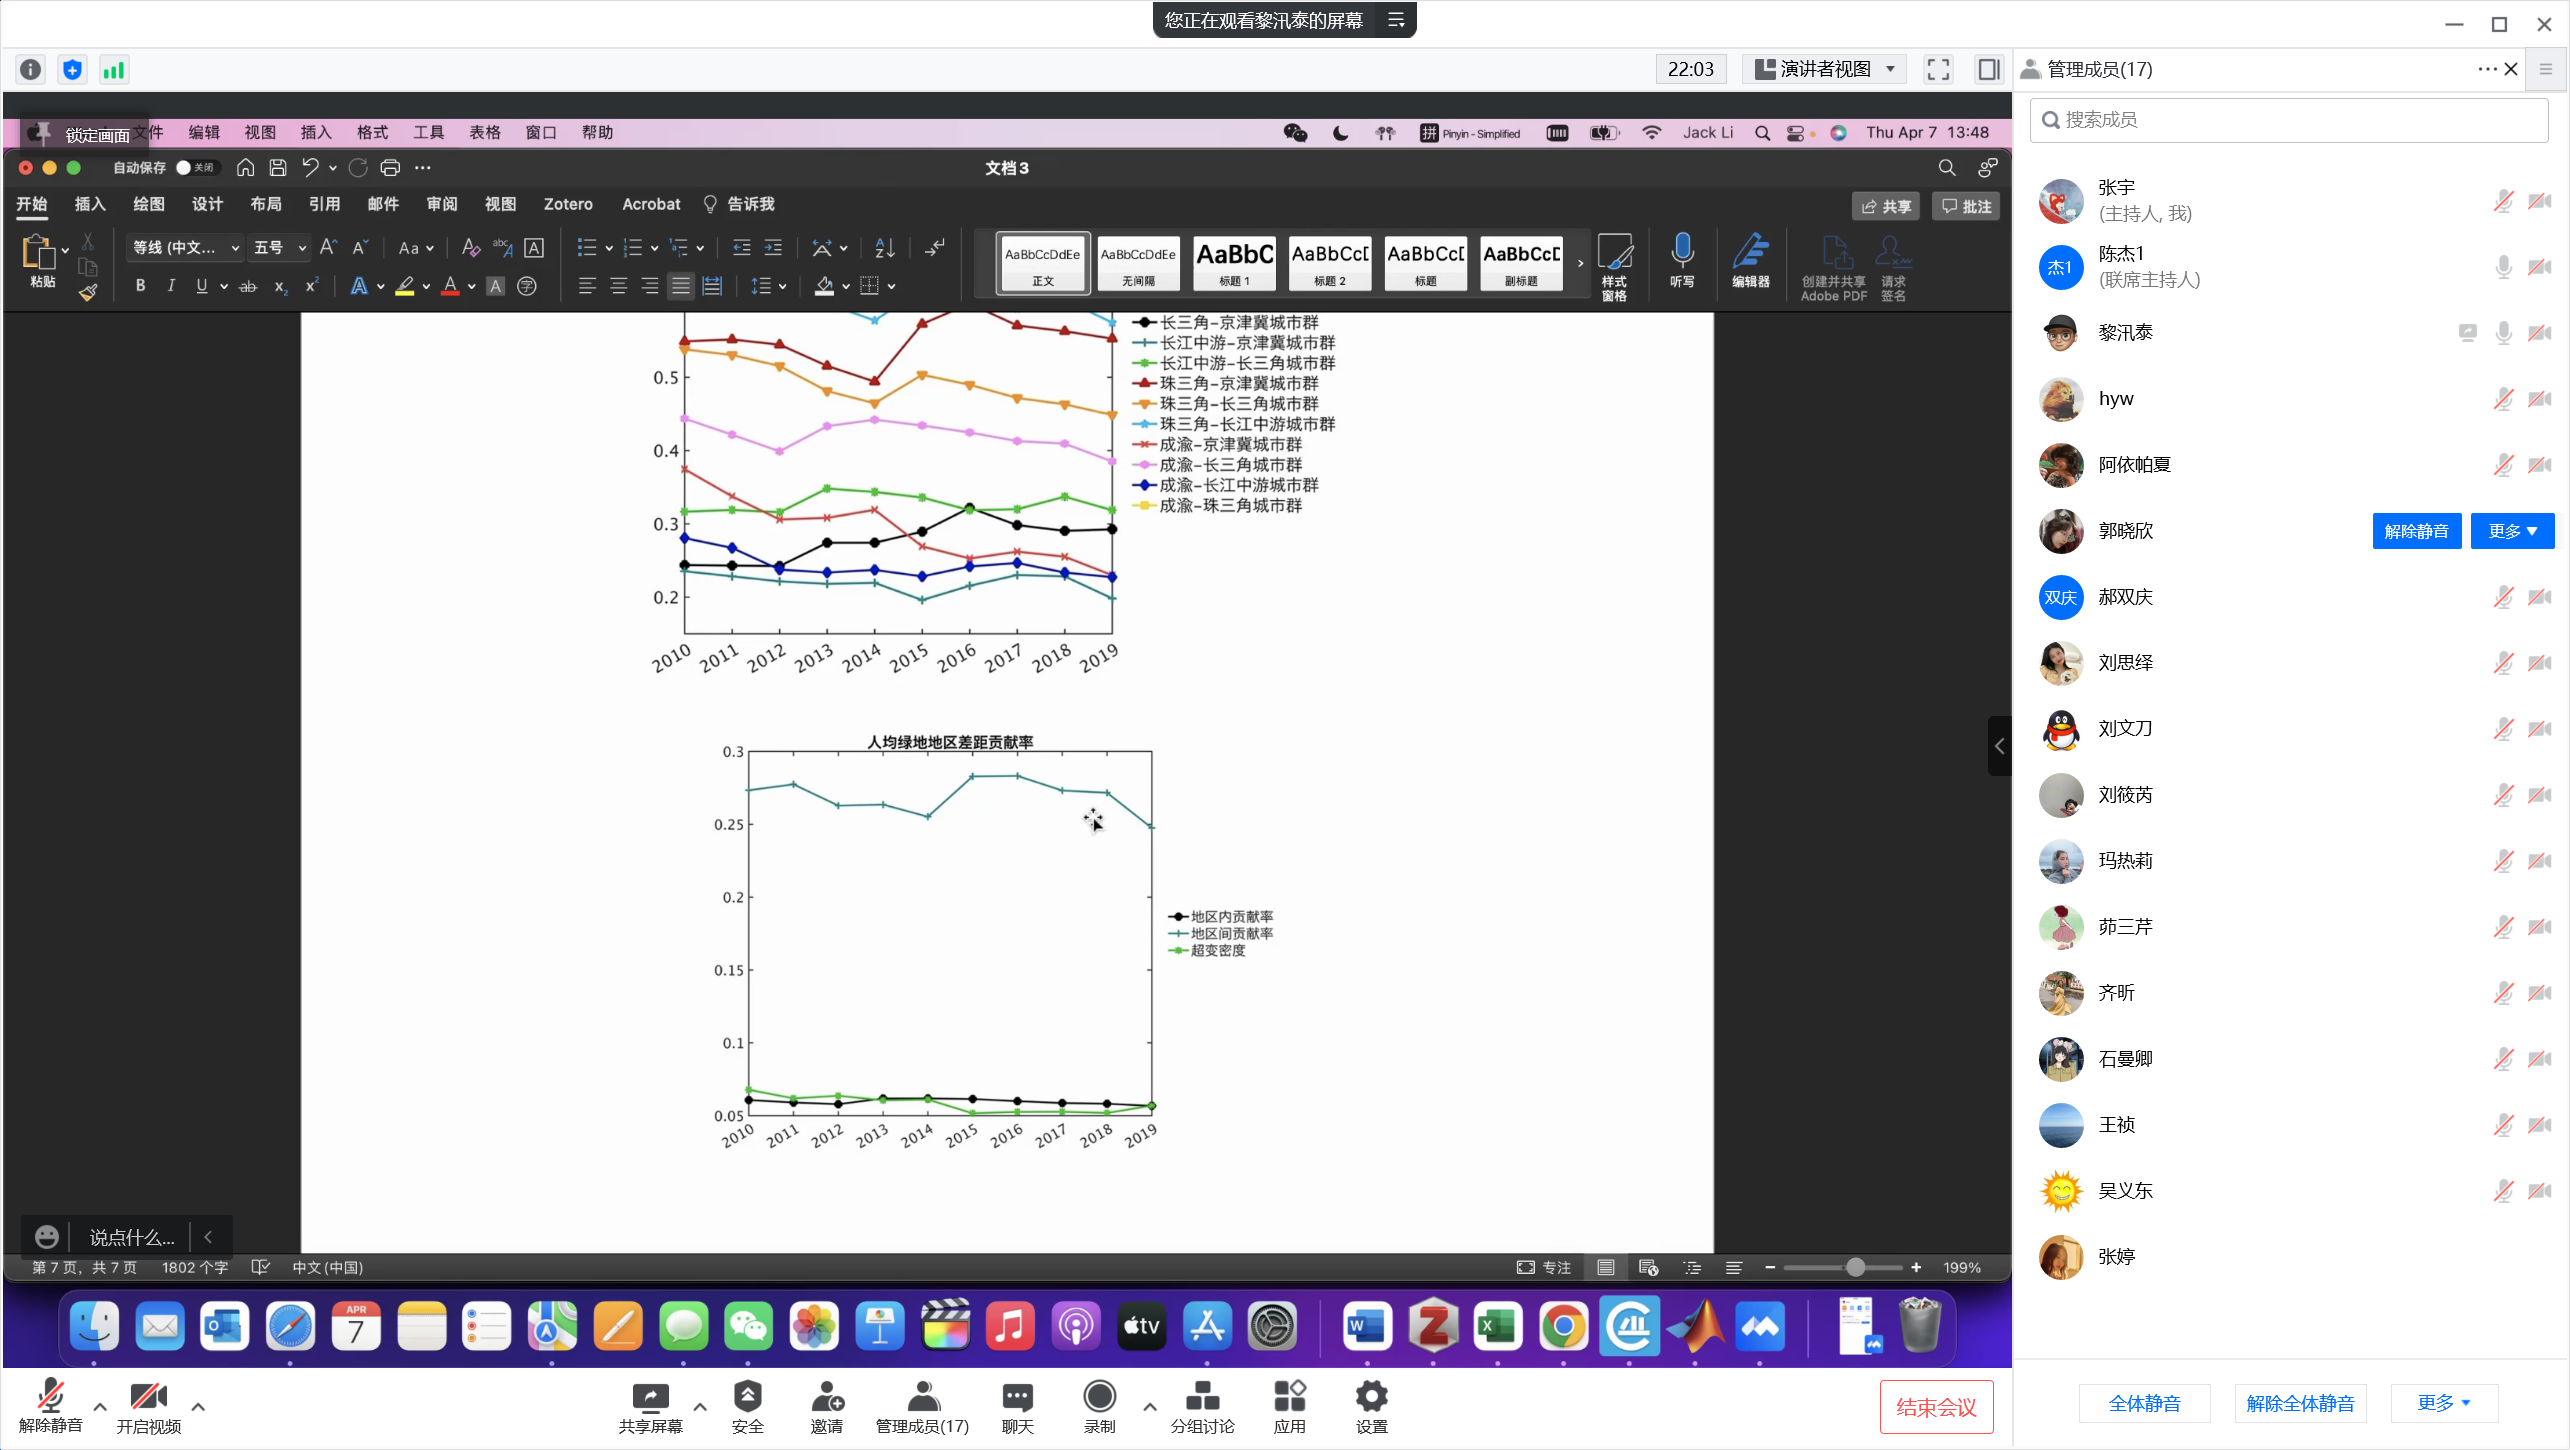 您正在观看黎汛泰的屏幕
22:03
演讲者视图
管理成员(17)
锁定画面
文件 编辑 视图 插入 格式 工具 表格 窗口 帮助
拼 Pinyin - Simplified
Jack Li
Thu Apr 7 13:48
自动保存 关闭
文档3
开始 插入 绘图 设计 布局 引用 邮件 审阅 视图 Zotero Acrobat 告诉我
共享 批注
粘贴
等线 (中文... 五号
AaBbCcDdEe 正文
AaBbCcDdEe 无间隔
AaBbC 标题 1
AaBbCcD 标题 2
AaBbCcD 标题
AaBbCcD 副标题
样式窗格
听写
编辑器
创建并共享 Adobe PDF
请求签名
长三角-京津冀城市群
长江中游-京津冀城市群
长江中游-长三角城市群
珠三角-京津冀城市群
珠三角-长三角城市群
珠三角-长江中游城市群
成渝-京津冀城市群
成渝-长三角城市群
成渝-长江中游城市群
成渝-珠三角城市群
0.5
0.4
0.3
0.2
2010 2011 2012 2013 2014 2015 2016 2017 2018 2019
人均绿地地区差距贡献率
0.3
0.25
0.2
0.15
0.1
0.05
地区内贡献率
地区间贡献率
超变密度
2010 2011 2012 2013 2014 2015 2016 2017 2018 2019
说点什么...
第 7 页，共 7 页 1802 个字 中文 (中国)
专注
199%
APR
7
tv
解除静音
开启视频
共享屏幕
安全
邀请
管理成员(17)
聊天
录制
分组讨论
应用
设置
结束会议
搜索成员
张宇
(主持人, 我)
杰1
陈杰1
(联席主持人)
黎汛泰
hyw
阿依帕夏
郭晓欣
解除静音
更多
双庆
郝双庆
刘思绎
刘文刀
刘筱芮
玛热莉
茆三芹
齐昕
石曼卿
王祯
吴义东
张婷
全体静音
解除全体静音
更多